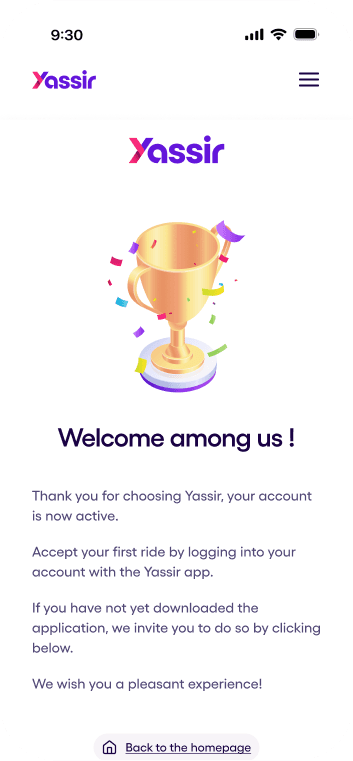 9:30
Yassir
Yassir
Welcome among us !
Thank you for choosing Yassir, your account
is now active.
Accept your first ride by logging into your
account with the Yassir app.
If you have not yet downloaded the
application, we invite you to do so by clicking
below.
We wish you a pleasant experience!
Back to the homepage